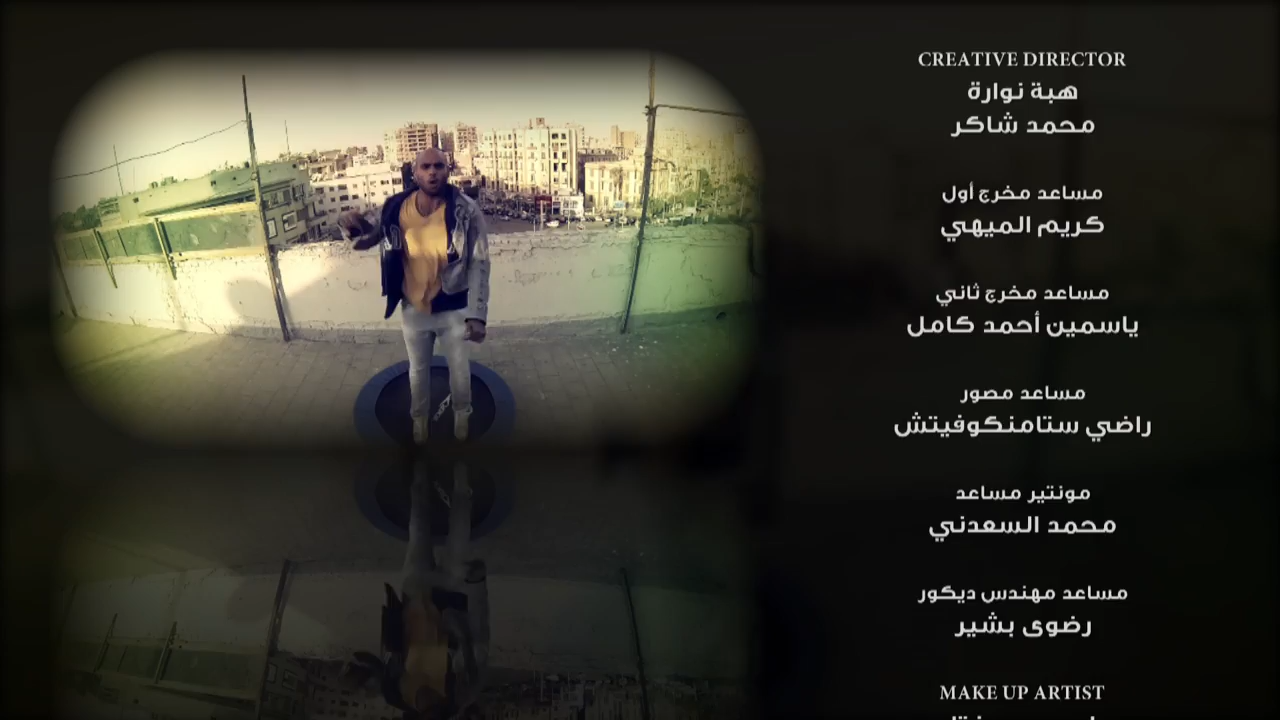 CREATIVE DIRECTOR
هبة نوارة
محمد شاكر
مساعد مخرج أول
كريم الميهي
مساعد مخرج ثاني
ياسمين أحمد كامل
مساعد مصور
راضي ستامنكوفيتش
مونتير مساعد
محمد السعدني
مساعد مهندس ديكور
رضوى بشير
MAKE UP ARTIST